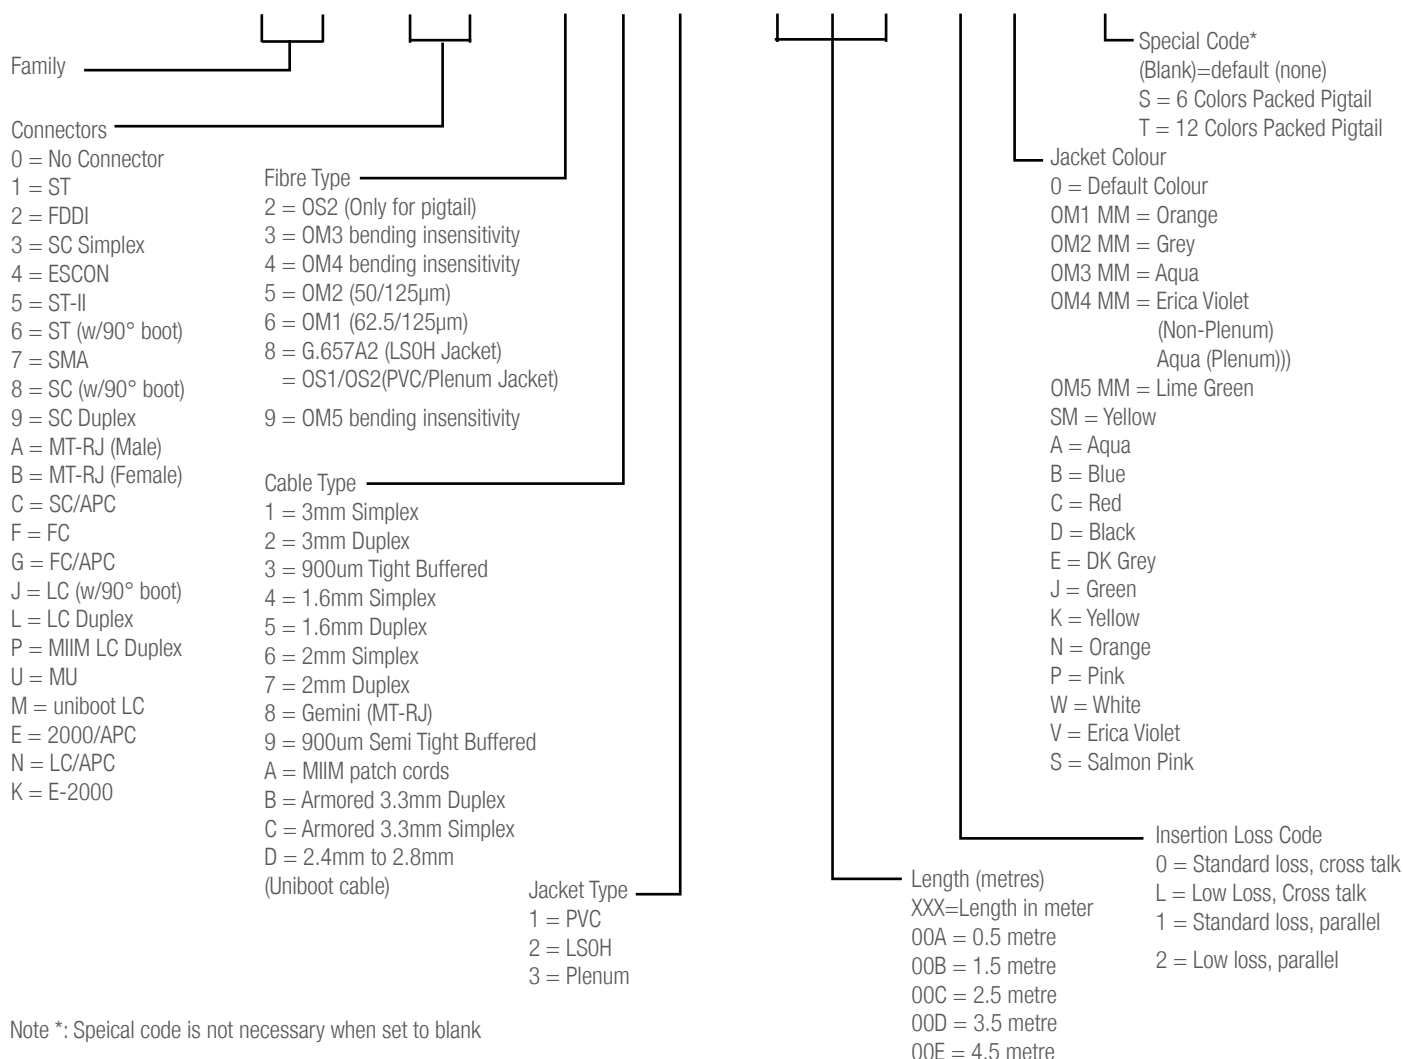 Family
Connectors
0 = No Connector
1 = ST
2 = FDDI
3 = SC Simplex
4 = ESCON
5 = ST-II
6 = ST (w/90° boot)
7 = SMA
8 = SC (w/90° boot)
9 = SC Duplex
A = MT-RJ (Male)
B = MT-RJ (Female)
C = SC/APC
F = FC
G = FC/APC
J = LC (w/90° boot)
L = LC Duplex
P = MIIM LC Duplex
U = MU
M = uniboot LC
E = 2000/APC
N = LC/APC
K = E-2000
Fibre Type
2 = OS2 (Only for pigtail)
3 = OM3 bending insensitivity
4 = OM4 bending insensitivity
5 = OM2 (50/125µm)
6 = OM1 (62.5/125µm)
8 = G.657A2 (LS0H Jacket)
= OS1/OS2(PVC/Plenum Jacket)
9 = OM5 bending insensitivity
Cable Type
1 = 3mm Simplex
2 = 3mm Duplex
3 = 900um Tight Buffered
4 = 1.6mm Simplex
5 = 1.6mm Duplex
6 = 2mm Simplex
7 = 2mm Duplex
8 = Gemini (MT-RJ)
9 = 900um Semi Tight Buffered
A = MIIM patch cords
B = Armored 3.3mm Duplex
C = Armored 3.3mm Simplex
D = 2.4mm to 2.8mm
(Uniboot cable)
Jacket Type
1 = PVC
2 = LS0H
3 = Plenum
Length (metres)
XXX=Length in meter
00A = 0.5 metre
00B = 1.5 metre
00C = 2.5 metre
00D = 3.5 metre
00E = 4.5 metre
Insertion Loss Code
0 = Standard loss, cross talk
L = Low Loss, Cross talk
1 = Standard loss, parallel
2 = Low loss, parallel
Jacket Colour
0 = Default Colour
OM1 MM = Orange
OM2 MM = Grey
OM3 MM = Aqua
OM4 MM = Erica Violet
(Non-Plenum)
Aqua (Plenum)))
OM5 MM = Lime Green
SM = Yellow
A = Aqua
B = Blue
C = Red
D = Black
E = DK Grey
J = Green
K = Yellow
N = Orange
P = Pink
W = White
V = Erica Violet
S = Salmon Pink
Special Code*
(Blank)=default (none)
S = 6 Colors Packed Pigtail
T = 12 Colors Packed Pigtail
Note *: Speical code is not necessary when set to blank